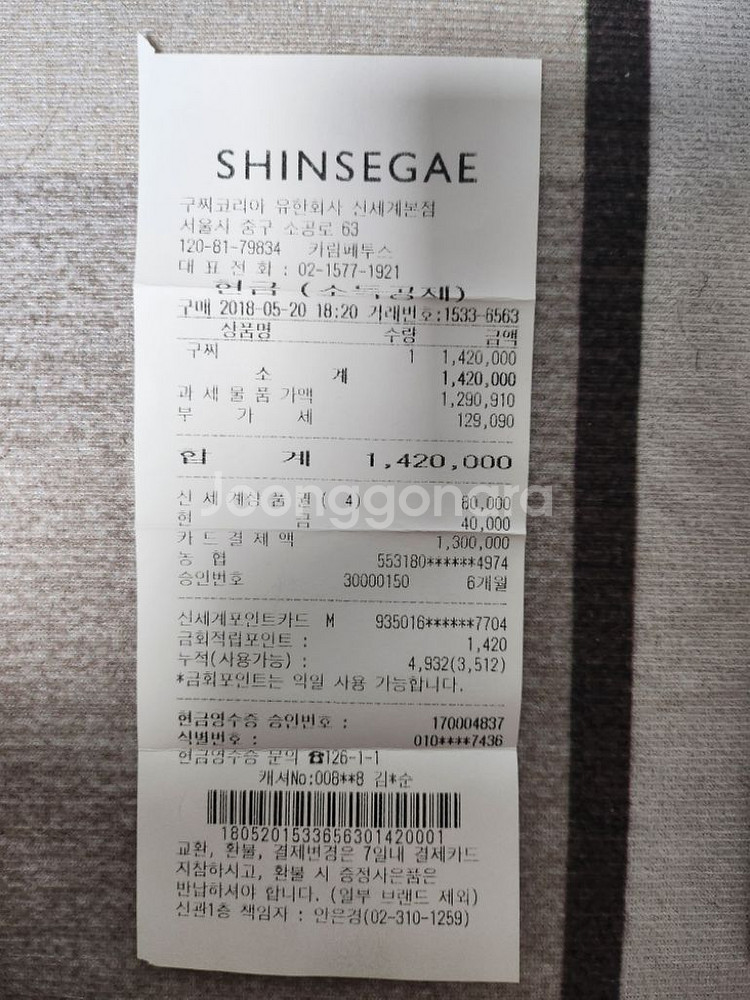 SHINSEGAE
구찌코리아 유한회사 신세계본점
서울시 중구 소공로 63
120-81-79834 카림페투스
대 표 전 화 : 02-1577-1921
현금 (소득공제)
구매 2018-05-20 18:20 거래번호:1533-6563
상품명 수량 금액
구찌 1 1,420,000
소 계 1,420,000
과 세 물 품 가액 1,290,910
부 가 세 129,090
합 계 1,420,000
신 세 계상 품 권( 4) 80,000
현 금 40,000
카 드 결 제 액 1,300,000
농 협 553180******4974
승인번호 30000150 6개월
신세계포인트카드 M 935016******7704
금회적립포인트 : 1,420
누적(사용가능) : 4,932(3,512)
*금회포인트는 익일 사용 가능합니다.
현금영수증 승인번호 : 170004837
식별번호 : 010****7436
현금영수증 문의 ☎126-1-1
캐셔No:008**8 김*순
1805201533656301420001
교환, 환불, 결제변경은 7일내 결제카드
지참하시고, 환불 시 증정사은품은
반납하셔야 합니다. (일부 브랜드 제외)
신관1층 책임자 : 안은경(02-310-1259)
Joonggonara